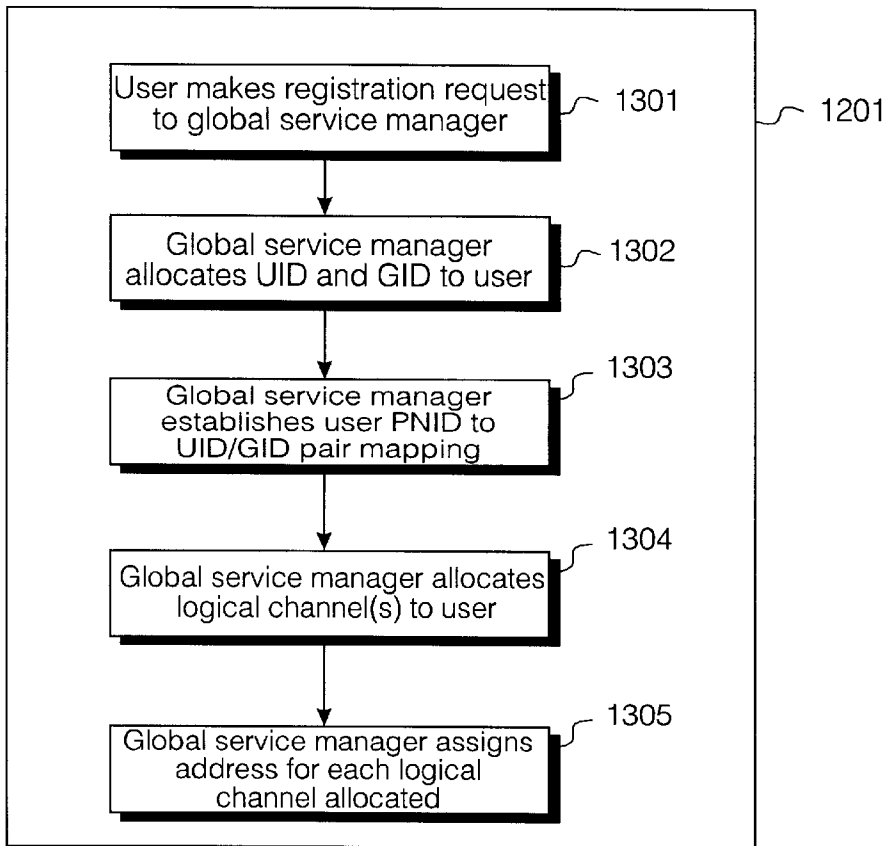 User makes registration request
to global service manager
1301
1201
Global service manager
allocates UID and GID to user
1302
Global service manager
establishes user PNID to
UID/GID pair mapping
1303
Global service manager allocates
logical channel(s) to user
1304
Global service manager assigns
address for each logical
channel allocated
1305